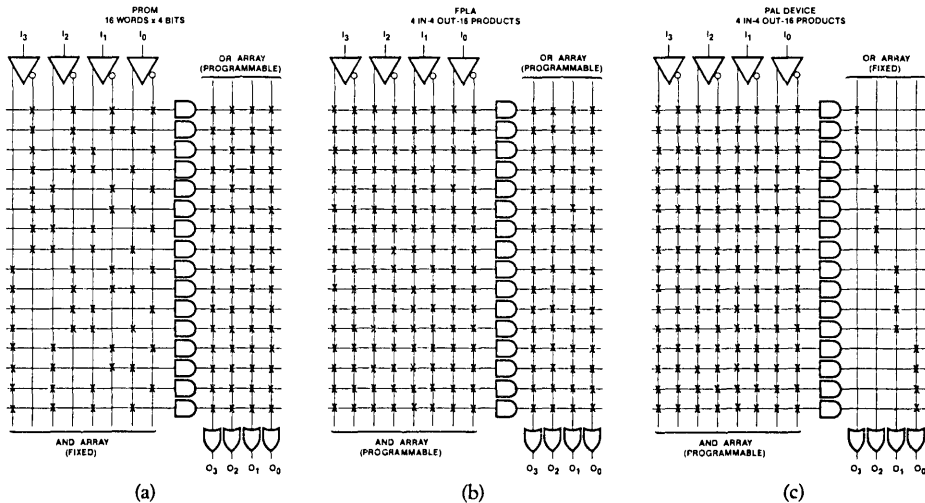 PROM
16 WORDS x 4 BITS
I3 I2 I1 I0
OR ARRAY
(PROGRAMMABLE)
AND ARRAY
(FIXED)
O3 O2 O1 O0
(a)
FPLA
4 IN-4 OUT-16 PRODUCTS
I3 I2 I1 I0
OR ARRAY
(PROGRAMMABLE)
AND ARRAY
(PROGRAMMABLE)
O3 O2 O1 O0
(b)
PAL DEVICE
4 IN-4 OUT-16 PRODUCTS
I3 I2 I1 I0
OR ARRAY
(FIXED)
AND ARRAY
(PROGRAMMABLE)
O3 O2 O1 O0
(c)